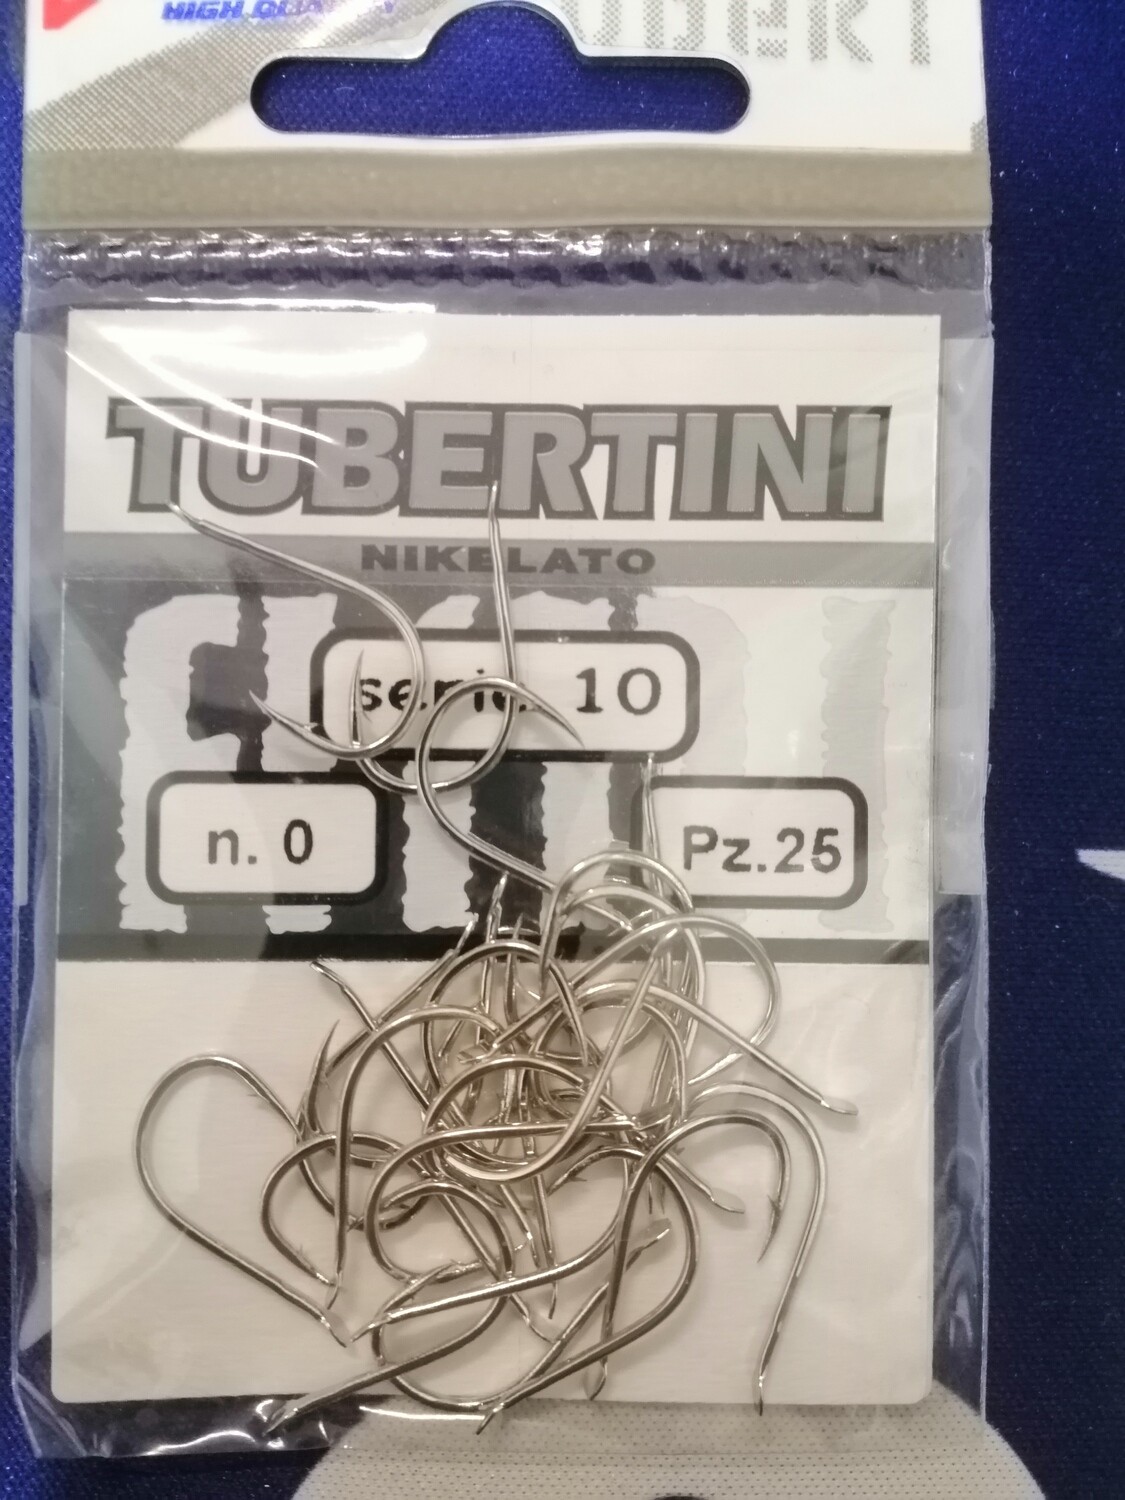 HIGH QUALITY
TUBERTINI
NIKELATO
serie 10
n. 0
Pz.25